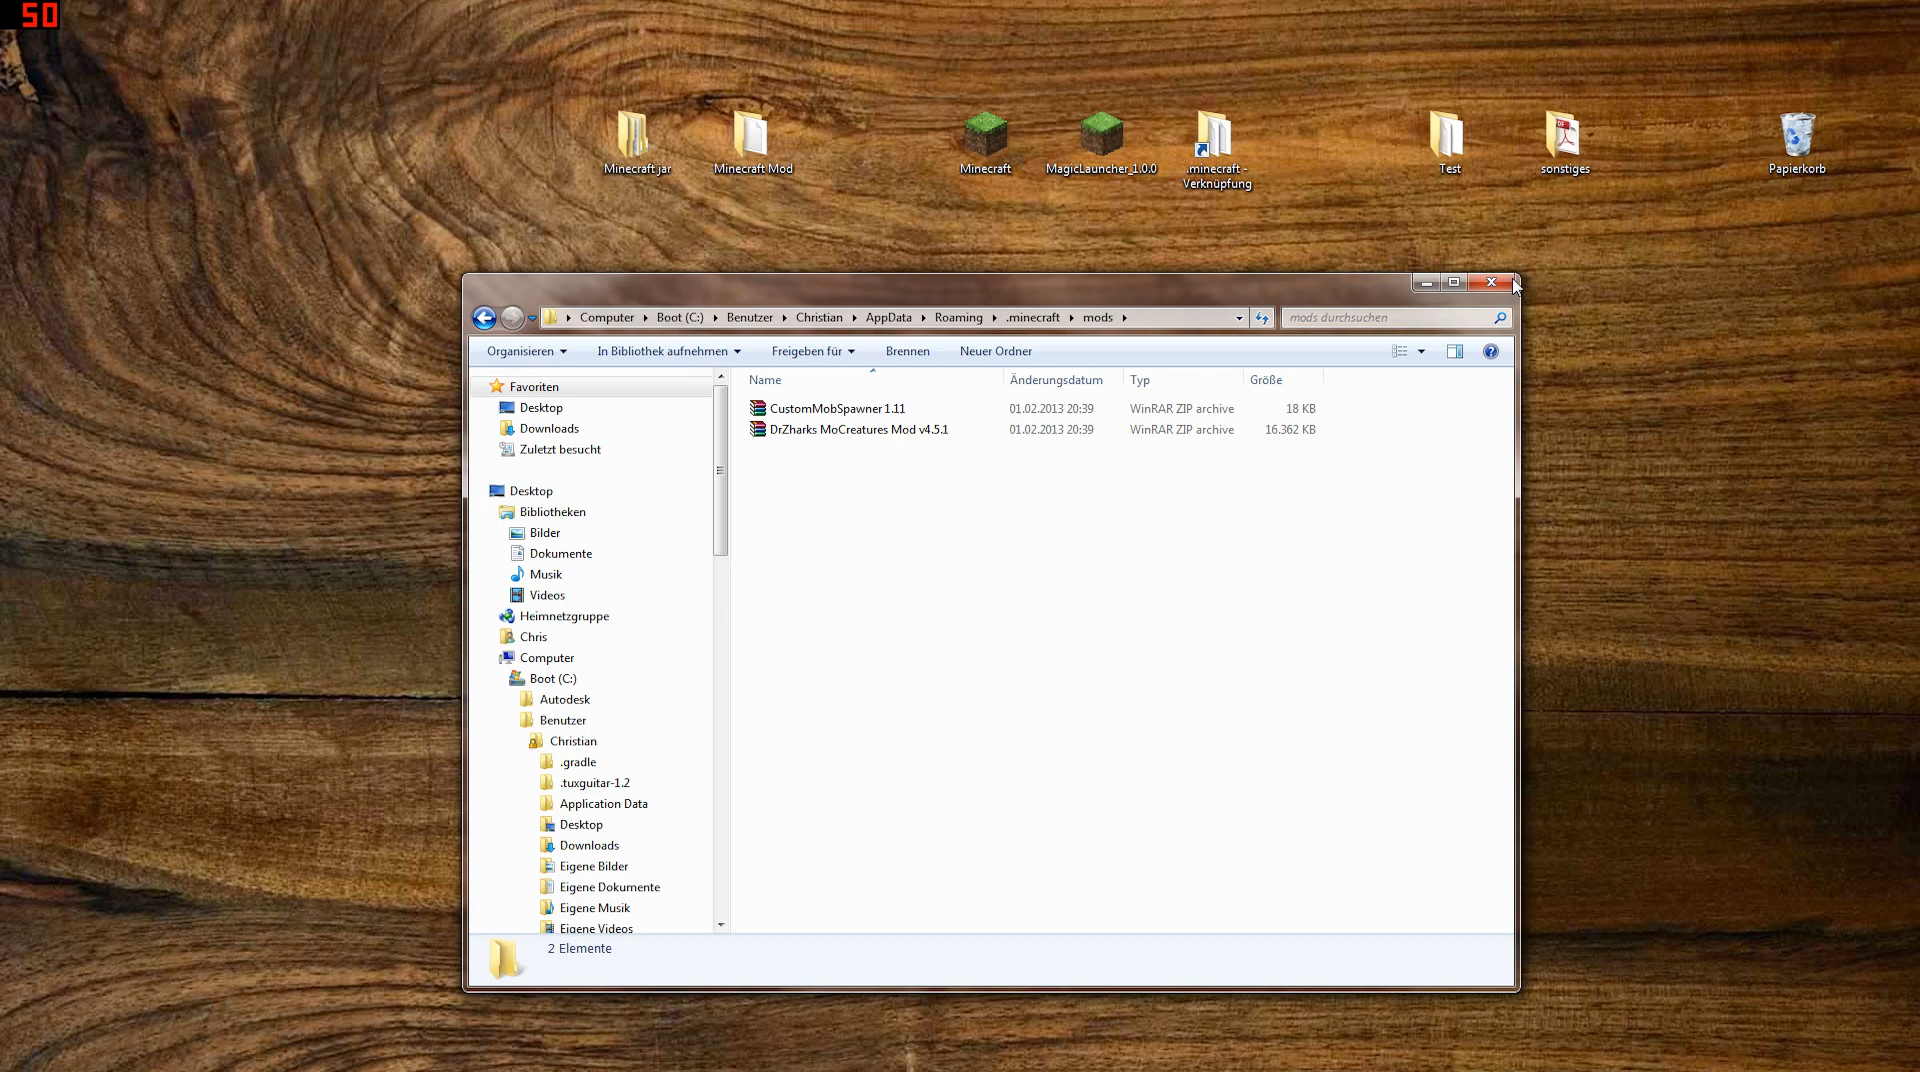 50
Minecraft jar
Minecraft Mod
Minecraft
MagicLauncher_1.0.0
.minecraft -
Verknüpfung
Test
sonstiges
Papierkorb
Computer Boot (C:) Benutzer Christian AppData Roaming .minecraft mods
mods durchsuchen
Organisieren In Bibliothek aufnehmen Freigeben für Brennen Neuer Ordner
Name Änderungsdatum Typ Größe
CustomMobSpawner 1.11 01.02.2013 20:39 WinRAR ZIP archive 18 KB
DrZharks MoCreatures Mod v4.5.1 01.02.2013 20:39 WinRAR ZIP archive 16.362 KB
Favoriten
Desktop
Downloads
Zuletzt besucht
Desktop
Bibliotheken
Bilder
Dokumente
Musik
Videos
Heimnetzgruppe
Chris
Computer
Boot (C:)
Autodesk
Benutzer
Christian
.gradle
.tuxguitar-1.2
Application Data
Desktop
Downloads
Eigene Bilder
Eigene Dokumente
Eigene Musik
Eigene Videos
2 Elemente